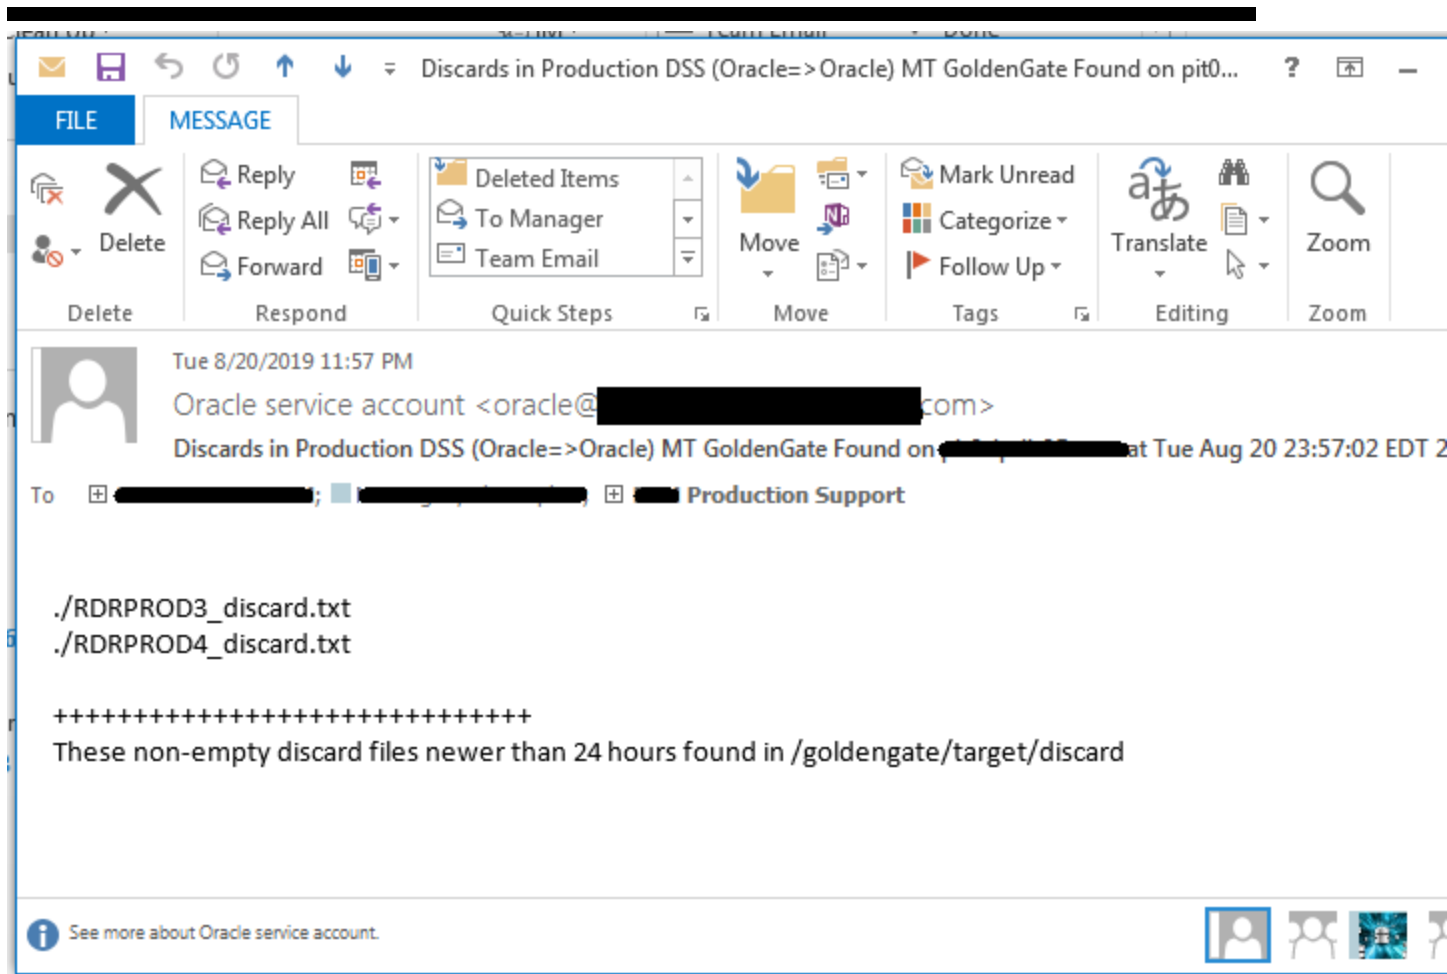 Discards in Production DSS (Oracle=>Oracle) MT GoldenGate Found on pit0... ?
FILE MESSAGE
Reply
Reply All
Forward
Delete
Deleted Items
To Manager
Team Email
Move
Mark Unread
Categorize
Follow Up
Translate
Zoom
Delete Respond Quick Steps Move Tags Editing Zoom
Tue 8/20/2019 11:57 PM
Oracle service account <oracle@ com>
Discards in Production DSS (Oracle=>Oracle) MT GoldenGate Found on at Tue Aug 20 23:57:02 EDT 2
To ; ; Production Support
./RDRPROD3_discard.txt
./RDRPROD4_discard.txt
++++++++++++++++++++++++++++++
These non-empty discard files newer than 24 hours found in /goldengate/target/discard
See more about Oracle service account.